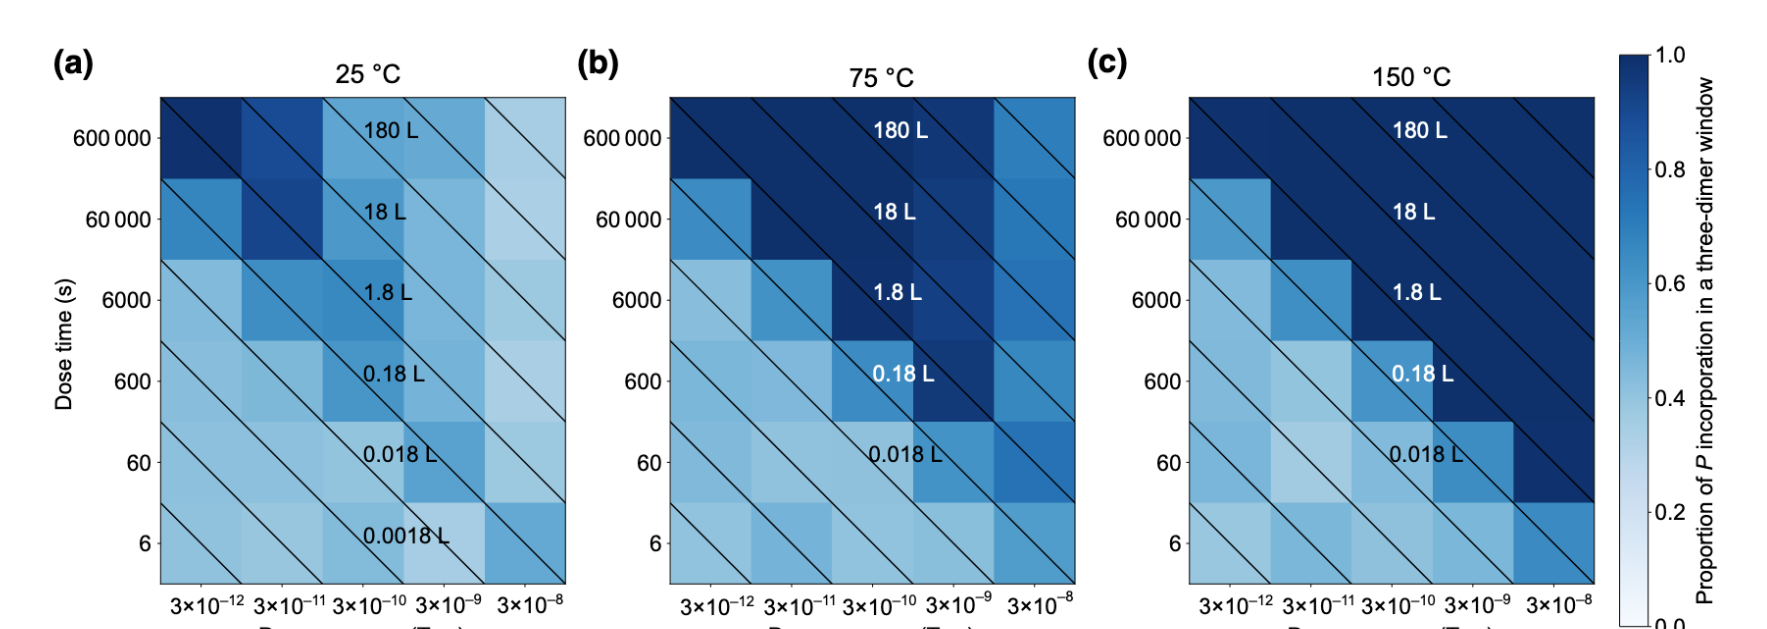 (a) 25 °C
(b) 75 °C
(c) 150 °C
Dose time (s)
600 000
60 000
6000
600
60
6
180 L
18 L
1.8 L
0.18 L
0.018 L
0.0018 L
3×10⁻¹² 3×10⁻¹¹ 3×10⁻¹⁰ 3×10⁻⁹ 3×10⁻⁸
600 000
60 000
6000
600
60
6
180 L
18 L
1.8 L
0.18 L
0.018 L
3×10⁻¹² 3×10⁻¹¹ 3×10⁻¹⁰ 3×10⁻⁹ 3×10⁻⁸
600 000
60 000
6000
600
60
6
180 L
18 L
1.8 L
0.18 L
0.018 L
3×10⁻¹² 3×10⁻¹¹ 3×10⁻¹⁰ 3×10⁻⁹ 3×10⁻⁸
1.0
0.8
0.6
0.4
0.2
0.0
Proportion of P incorporation in a three-dimer window